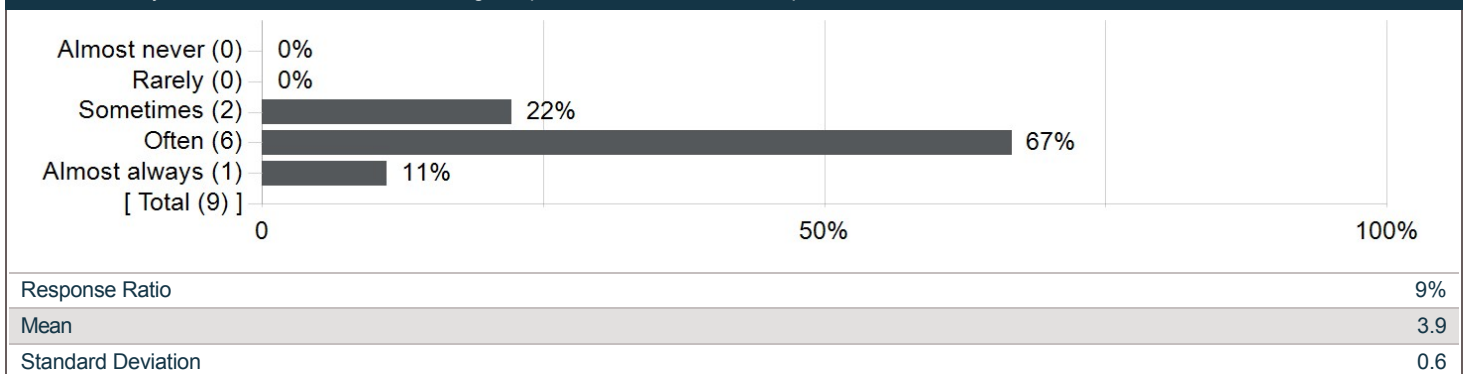 Almost never (0) 0%
Rarely (0) 0%
Sometimes (2) 22%
Often (6) 67%
Almost always (1) 11%
[ Total (9) ]
0 50% 100%
Response Ratio 9%
Mean 3.9
Standard Deviation 0.6